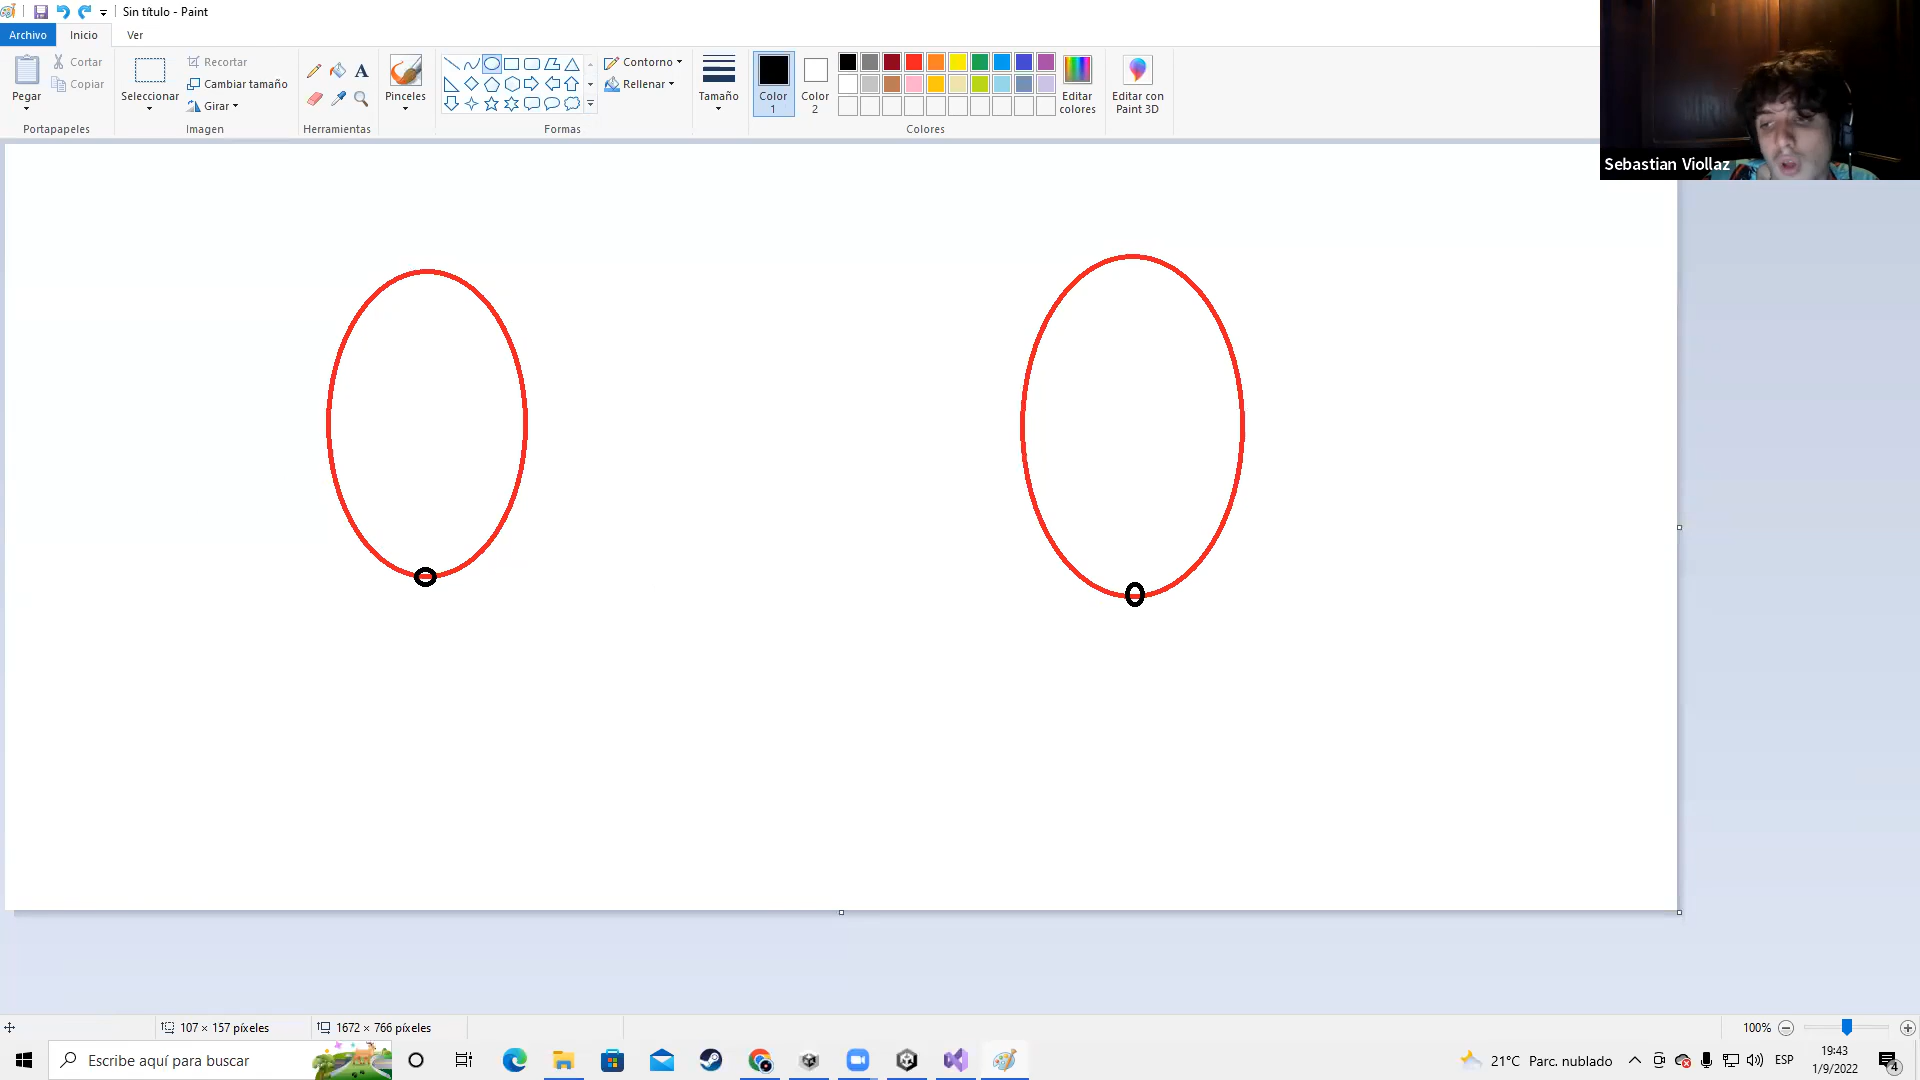 Sin título - Paint
Archivo Inicio Ver
Pegar
Cortar
Copiar
Portapapeles
Seleccionar
Recortar
Cambiar tamaño
Girar
Imagen
A
Herramientas
Pinceles
Contorno
Rellenar
Formas
Tamaño
Color 1
Color 2
Editar colores
Colores
Editar con Paint 3D
Sebastian Viollaz
107 × 157 píxeles 1672 × 766 píxeles 100%
Escribe aquí para buscar 21°C Parc. nublado ESP 19:43
1/9/2022
4